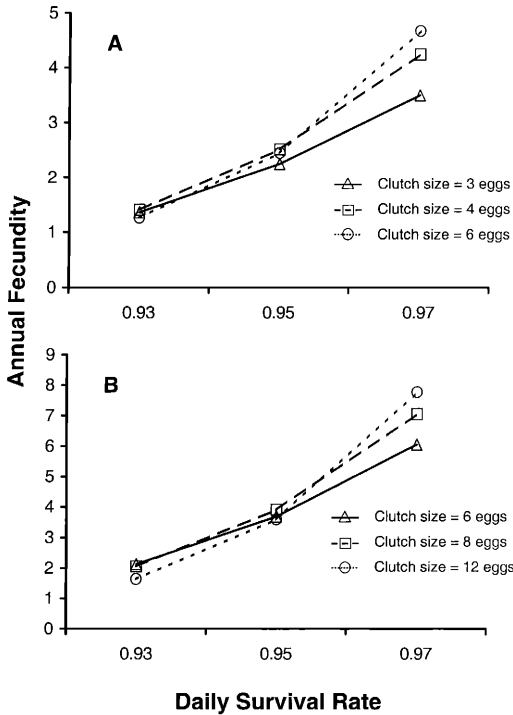 A
5
4
3
2
1
0
Clutch size = 3 eggs
Clutch size = 4 eggs
Clutch size = 6 eggs
0.93 0.95 0.97
Annual Fecundity
B
9
8
7
6
5
4
3
2
1
0
Clutch size = 6 eggs
Clutch size = 8 eggs
Clutch size = 12 eggs
0.93 0.95 0.97
Daily Survival Rate